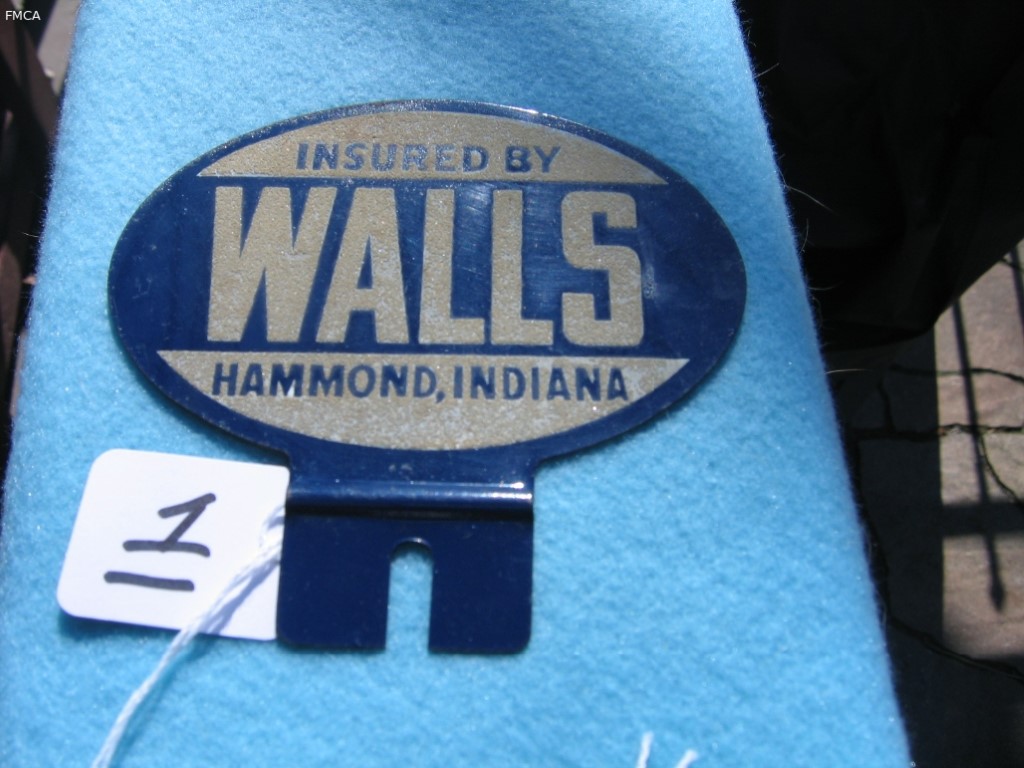 FMCA
INSURED BY
WALLS
HAMMOND, INDIANA
1